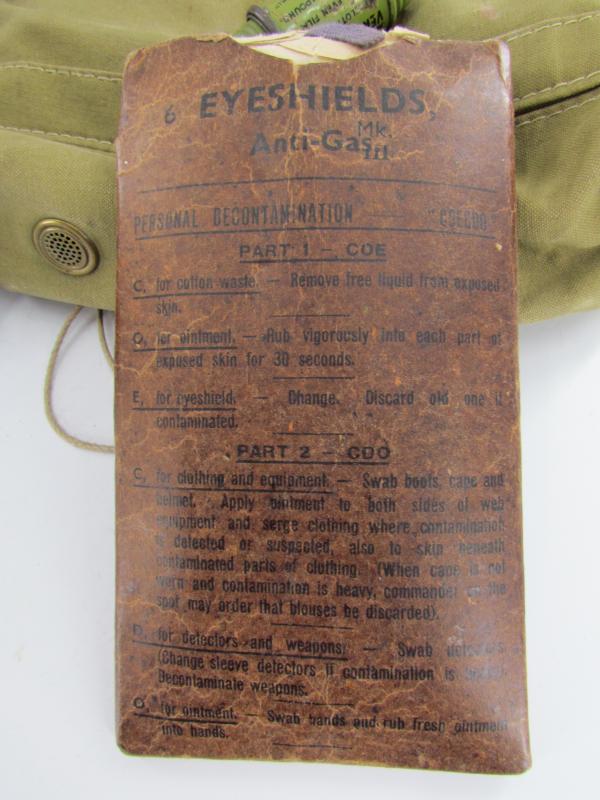 VEN
6 EYESHIELDS,
Anti-Gas Mk. III.
PERSONAL DECONTAMINATION — "COECDO"
PART 1 - COE
C, for cotton waste. — Remove free liquid from exposed
skin.
O, for ointment. — Rub vigorously into each part of
exposed skin for 30 seconds.
E, for eyeshield. — Change. Discard old one if
contaminated.
PART 2 - CDO
C, for clothing and equipment. — Swab boots, cape and
helmet. Apply ointment to both sides of web
equipment and serge clothing where contamination
is detected or suspected, also to skin beneath
contaminated parts of clothing. (When cape is not
worn and contamination is heavy, commander on the
spot may order that blouses be discarded).
D, for detectors and weapons. — Swab detectors
(Change sleeve detectors if contamination is
Decontaminate weapons.
O, for ointment. — Swab hands and rub fresh ointment
into hands.